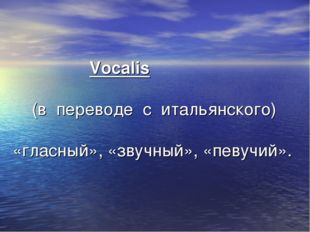 Vocalis
(в переводе с итальянского)
«гласный», «звучный», «певучий».